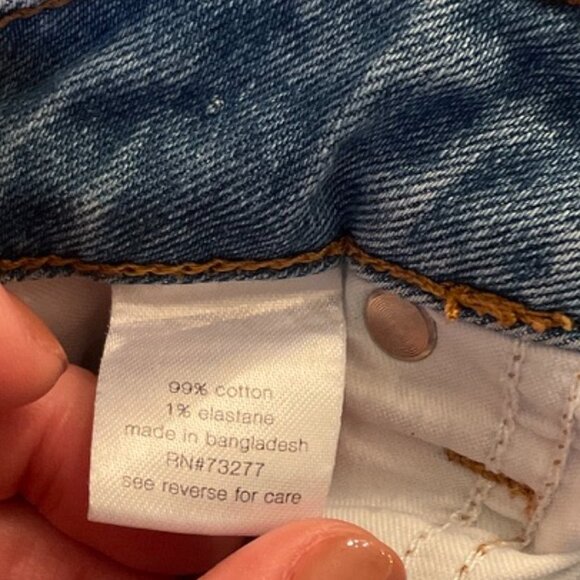 99% cotton
1% elastane
made in bangladesh
RN#73277
see reverse for care